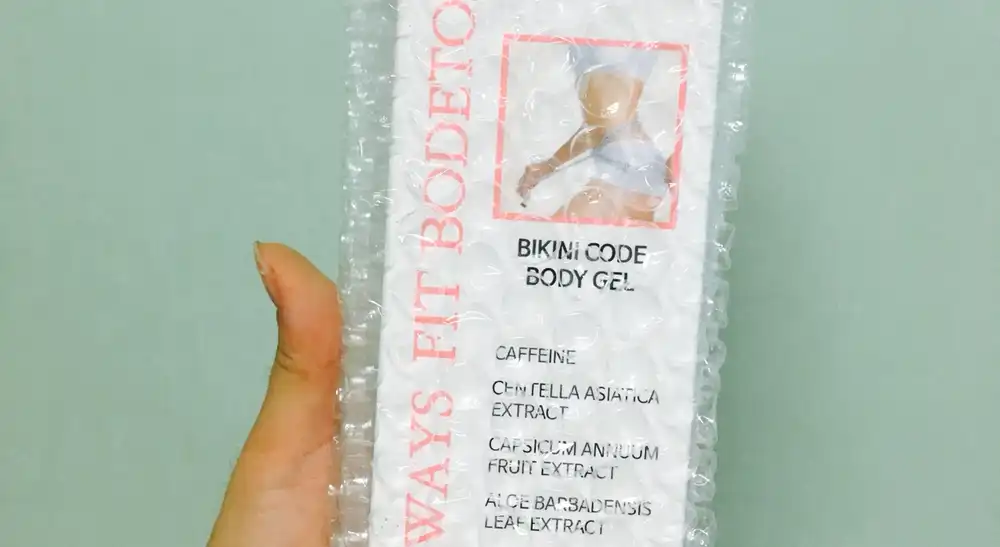 WAYS FIT BODETO
BIKINI CODE
BODY GEL
CAFFEINE
CENTELLA ASIATICA
EXTRACT
CAPSICUM ANNUUM
FRUIT EXTRACT
ALOE BARBADENSIS
LEAF EXTRACT